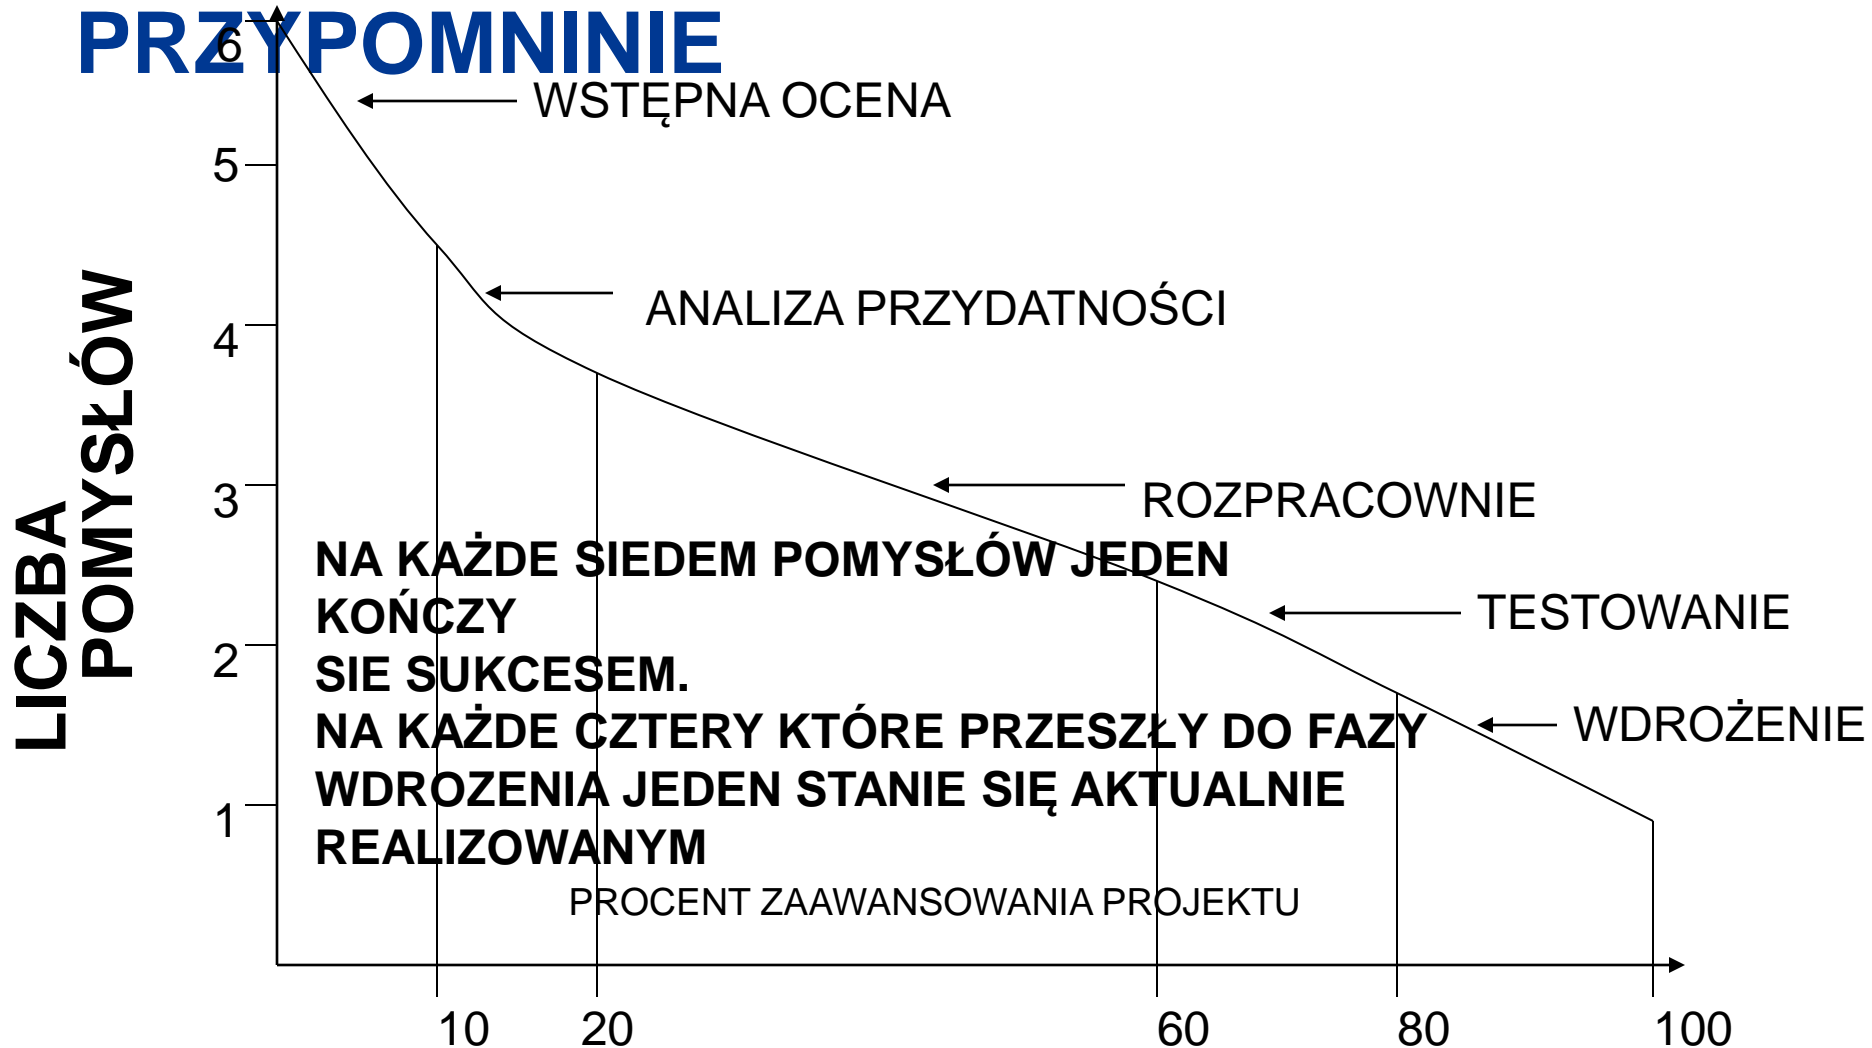 PRZYPOMNINIE
6
WSTĘPNA OCENA
5
ANALIZA PRZYDATNOŚCI
4
LICZBA
POMYSŁÓW
3
ROZPRACOWNIE
NA KAŻDE SIEDEM POMYSŁÓW JEDEN
KOŃCZY
SIE SUKCESEM.
NA KAŻDE CZTERY KTÓRE PRZESZŁY DO FAZY
WDROZENIA JEDEN STANIE SIĘ AKTUALNIE
REALIZOWANYM
TESTOWANIE
2
WDROŻENIE
1
PROCENT ZAAWANSOWANIA PROJEKTU
10 20 60 80 100